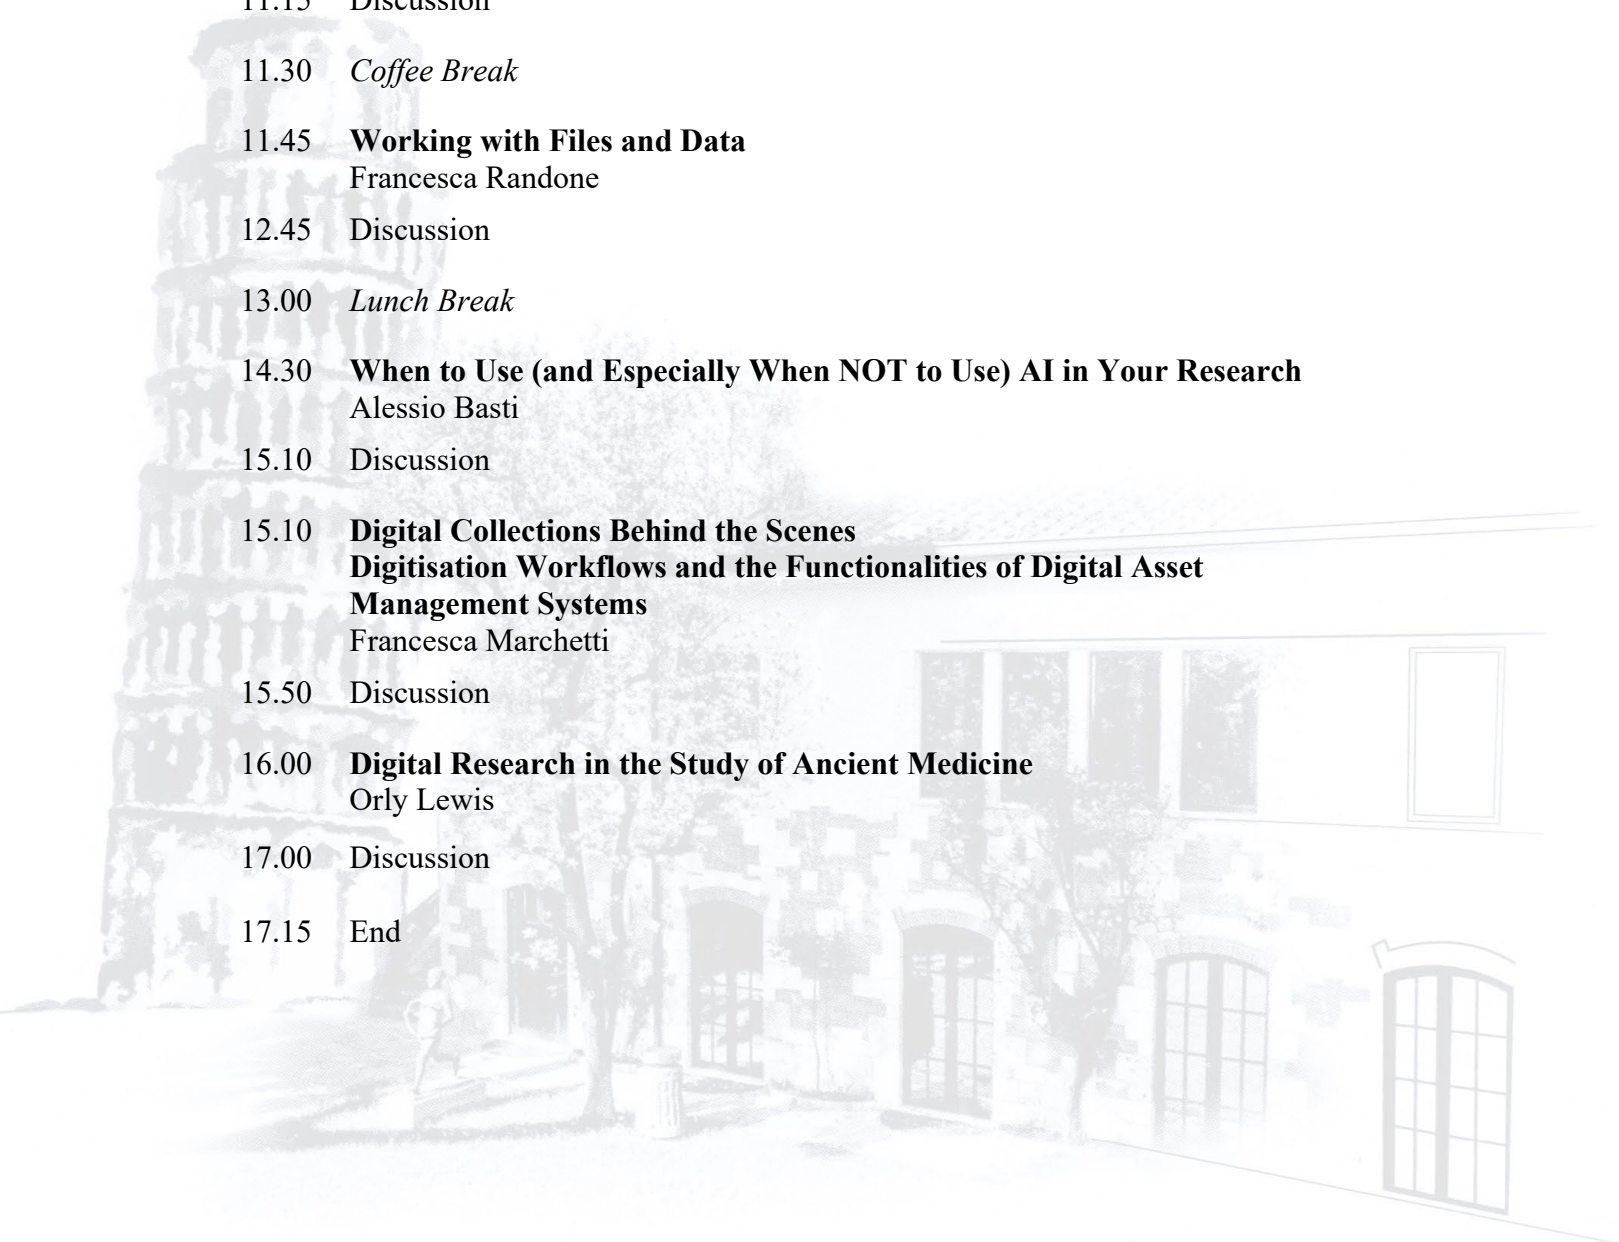 11.15 Discussion
11.30 Coffee Break
11.45 Working with Files and Data
Francesca Randone
12.45 Discussion
13.00 Lunch Break
14.30 When to Use (and Especially When NOT to Use) AI in Your Research
Alessio Basti
15.10 Discussion
15.10 Digital Collections Behind the Scenes
Digitisation Workflows and the Functionalities of Digital Asset
Management Systems
Francesca Marchetti
15.50 Discussion
16.00 Digital Research in the Study of Ancient Medicine
Orly Lewis
17.00 Discussion
17.15 End